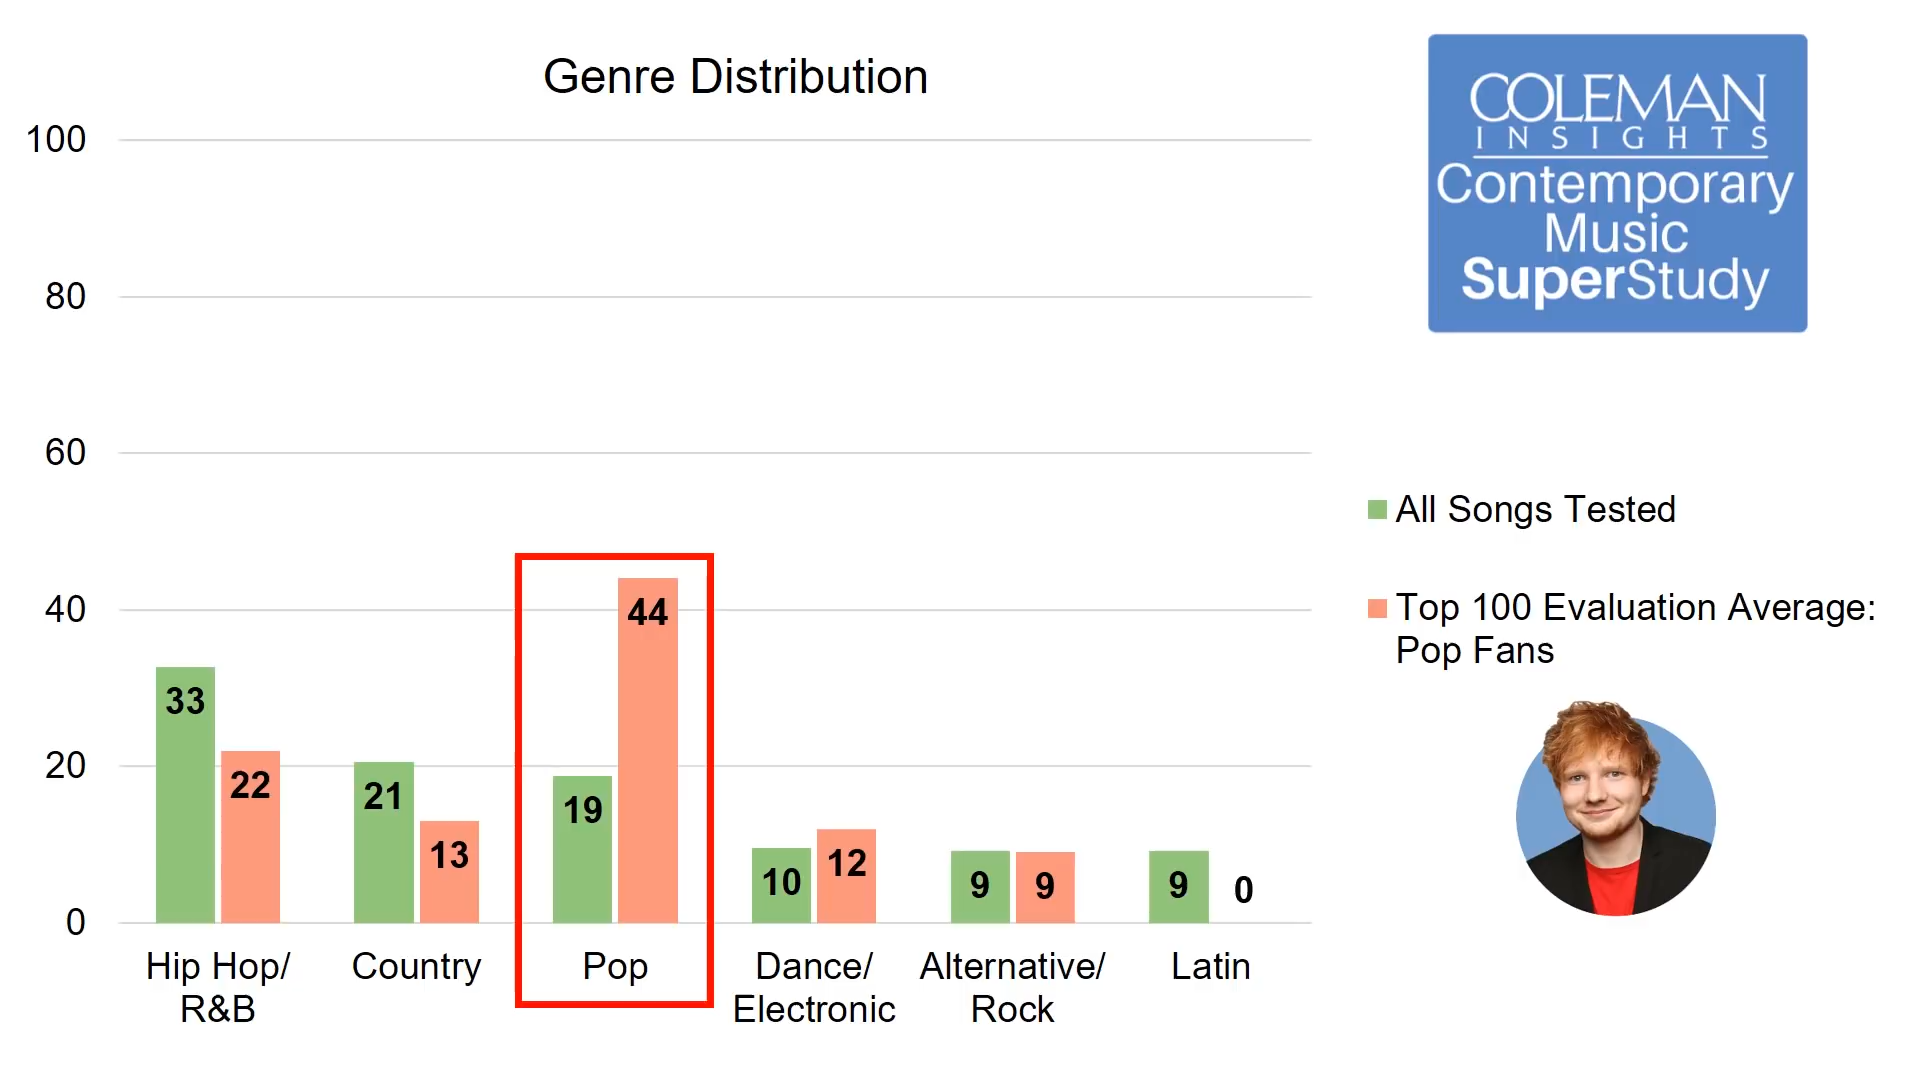 Genre Distribution
COLEMAN
INSIGHTS
Contemporary
Music
SuperStudy
100
80
60
40
20
0
33
22
21
13
19
44
10
12
9
9
9
0
Hip Hop/
R&B
Country
Pop
Dance/
Electronic
Alternative/
Rock
Latin
All Songs Tested
Top 100 Evaluation Average:
Pop Fans